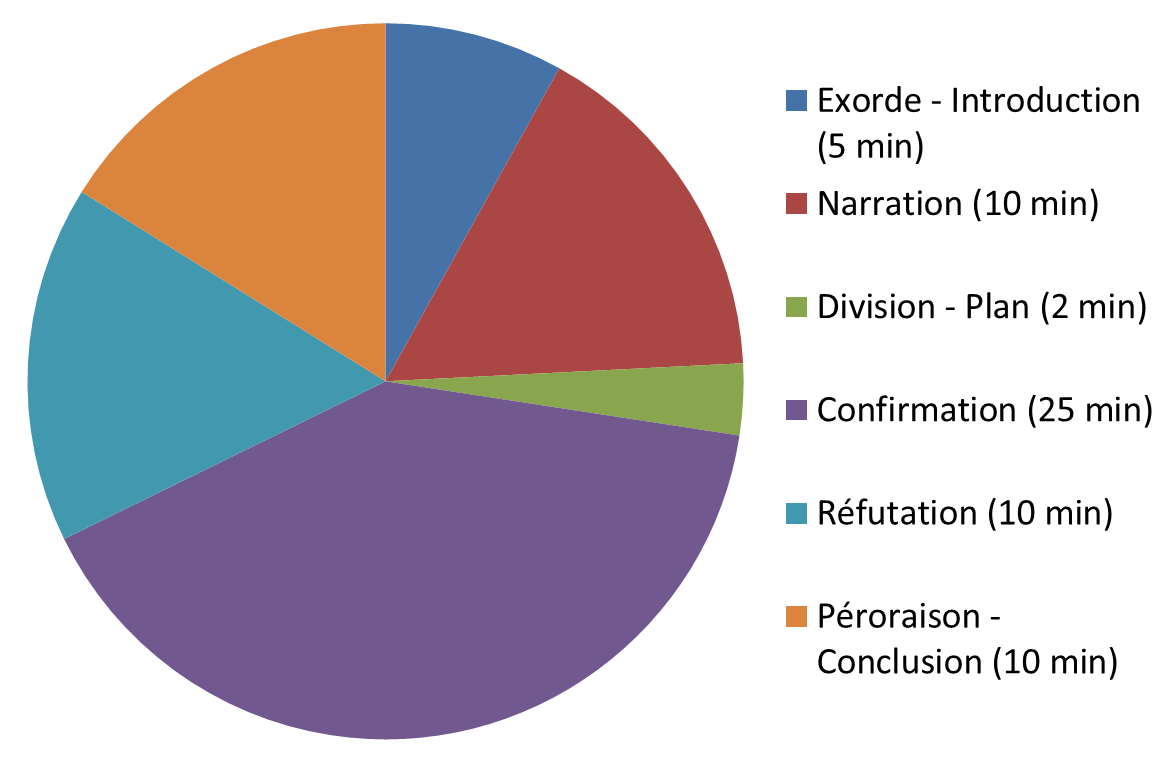 Exorde - Introduction
(5 min)
Narration (10 min)
Division - Plan (2 min)
Confirmation (25 min)
Réfutation (10 min)
Péroraison -
Conclusion (10 min)